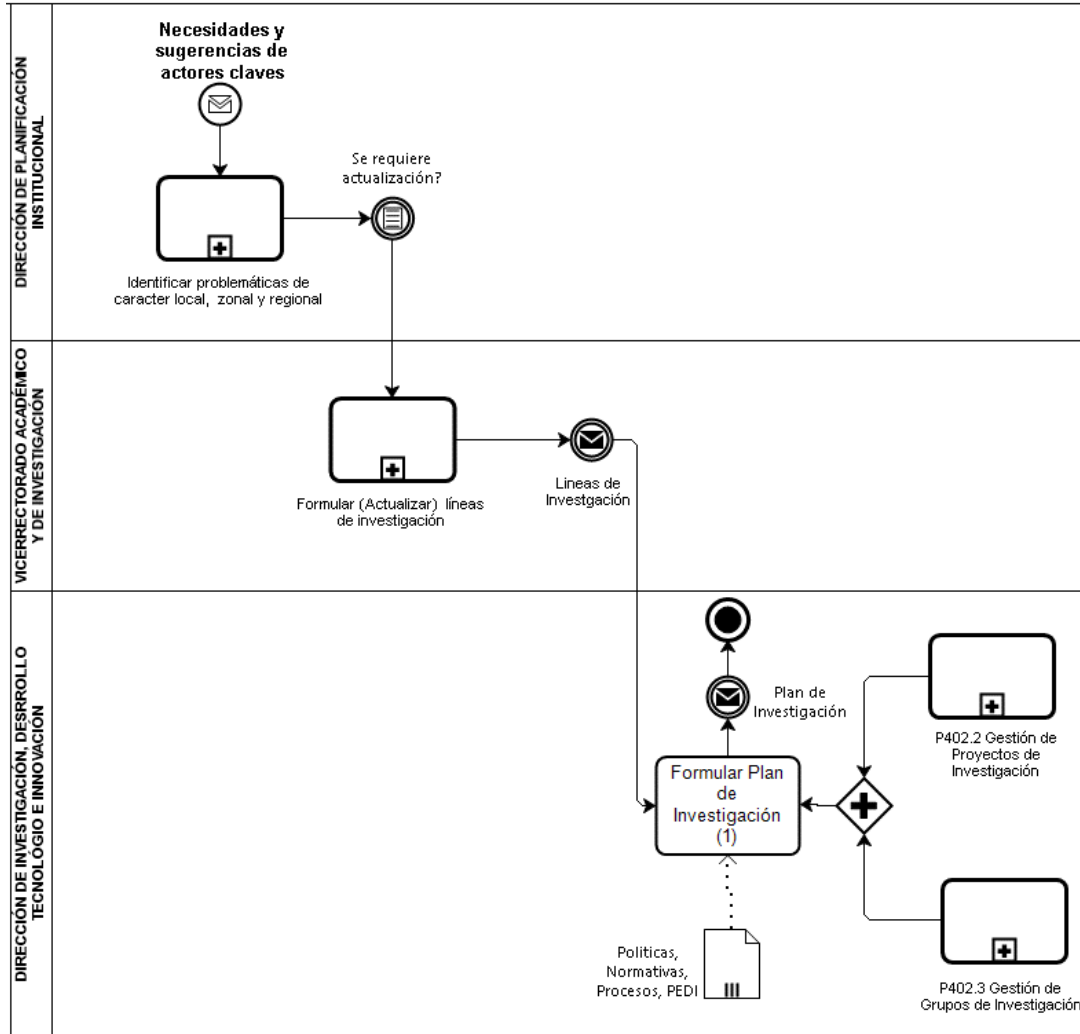 DIRECCIÓN DE PLANIFICACIÓN
INSTITUCIONAL
Necesidades y
sugerencias de
actores claves
Se requiere
actualización?
Identificar problemáticas de
caracter local, zonal y regional
VICERRECTORADO ACADÉMICO
Y DE INVESTIGACIÓN
Formular (Actualizar) líneas
de investigación
Lineas de
Investgación
DIRECCIÓN DE INVESTIGACIÓN, DESRROLLO
TECNOLÓGIO E INNOVACIÓN
Plan de
Investigación
Formular Plan
de
Investigación
(1)
P402.2 Gestión de
Proyectos de
Investigación
Politicas,
Normativas,
Procesos, PEDI
P402.3 Gestión de
Grupos de Investigación